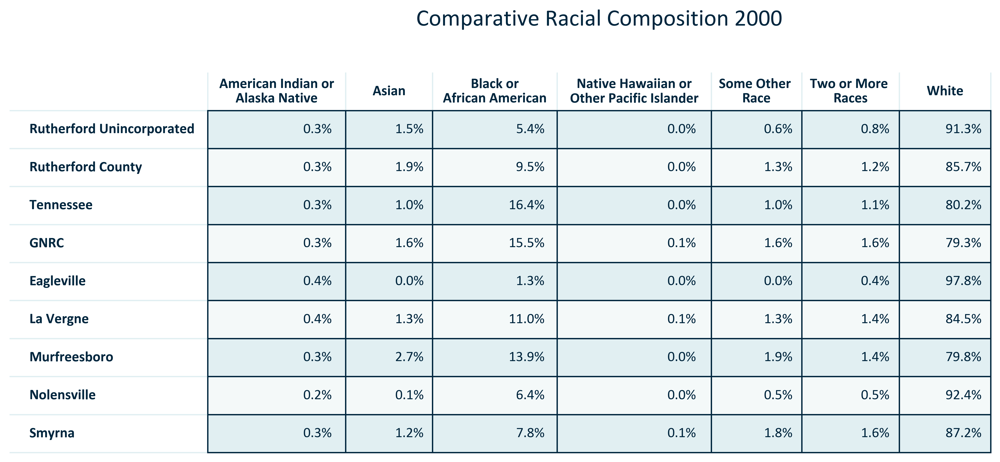 Comparative Racial Composition 2000
American Indian or Alaska Native Asian Black or African American Native Hawaiian or Other Pacific Islander Some Other Race Two or More Races White
Rutherford Unincorporated 0.3% 1.5% 5.4% 0.0% 0.6% 0.8% 91.3%
Rutherford County 0.3% 1.9% 9.5% 0.0% 1.3% 1.2% 85.7%
Tennessee 0.3% 1.0% 16.4% 0.0% 1.0% 1.1% 80.2%
GNRC 0.3% 1.6% 15.5% 0.1% 1.6% 1.6% 79.3%
Eagleville 0.4% 0.0% 1.3% 0.0% 0.0% 0.4% 97.8%
La Vergne 0.4% 1.3% 11.0% 0.1% 1.3% 1.4% 84.5%
Murfreesboro 0.3% 2.7% 13.9% 0.0% 1.9% 1.4% 79.8%
Nolensville 0.2% 0.1% 6.4% 0.0% 0.5% 0.5% 92.4%
Smyrna 0.3% 1.2% 7.8% 0.1% 1.8% 1.6% 87.2%